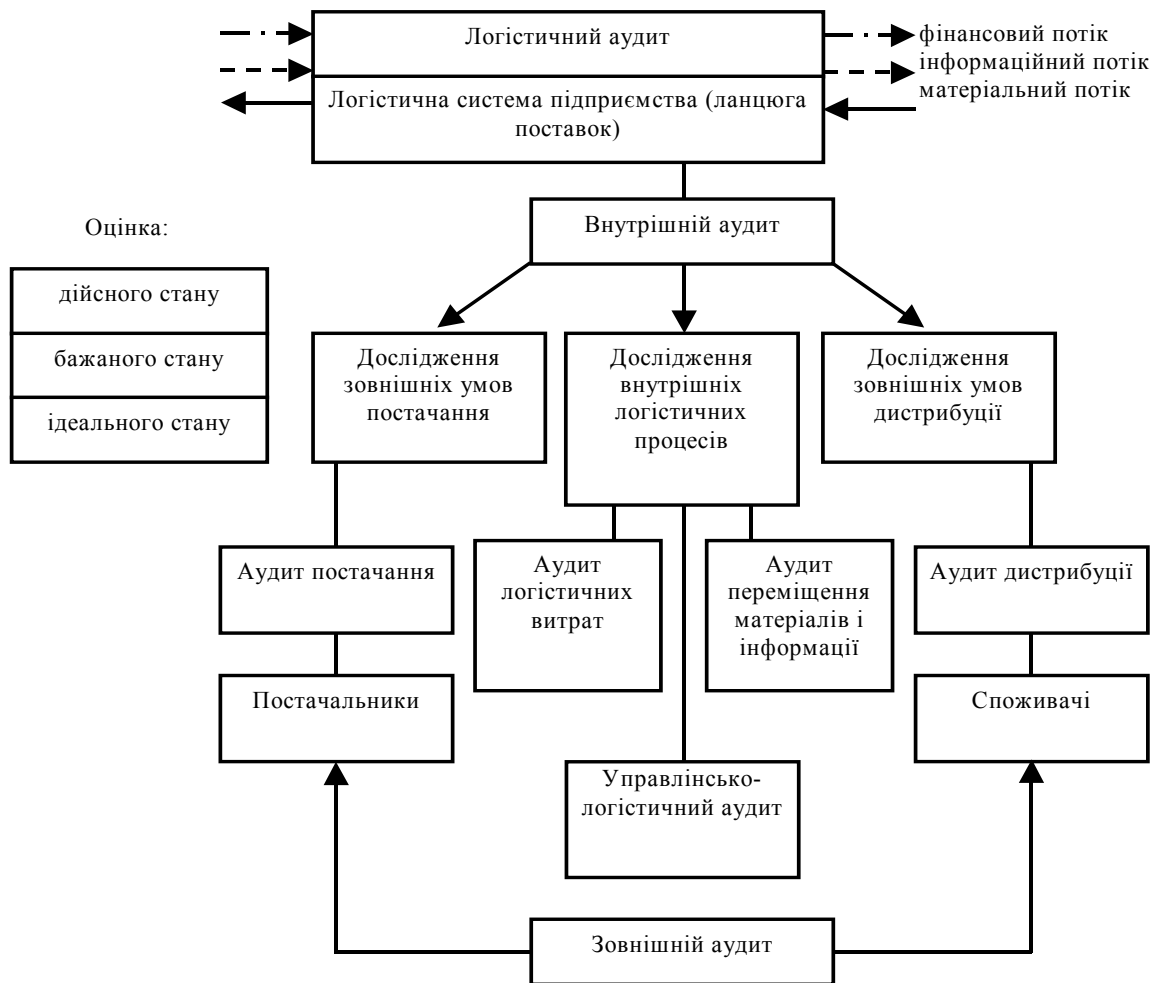 Логістичний аудит
фінансовий потік
інформаційний потік
матеріальний потік
Логістична система підприємства (ланцюга
поставок)
Внутрішній аудит
Оцінка:
дійсного стану
бажаного стану
ідеального стану
Дослідження
зовнішніх умов
постачання
Дослідження
внутрішніх
логістичних
процесів
Дослідження
зовнішніх умов
дистрибуції
Аудит постачання
Аудит
логістичних
витрат
Аудит
переміщення
матеріалів і
інформації
Аудит дистрибуції
Постачальники
Споживачі
Управлінсько-
логістичний аудит
Зовнішній аудит